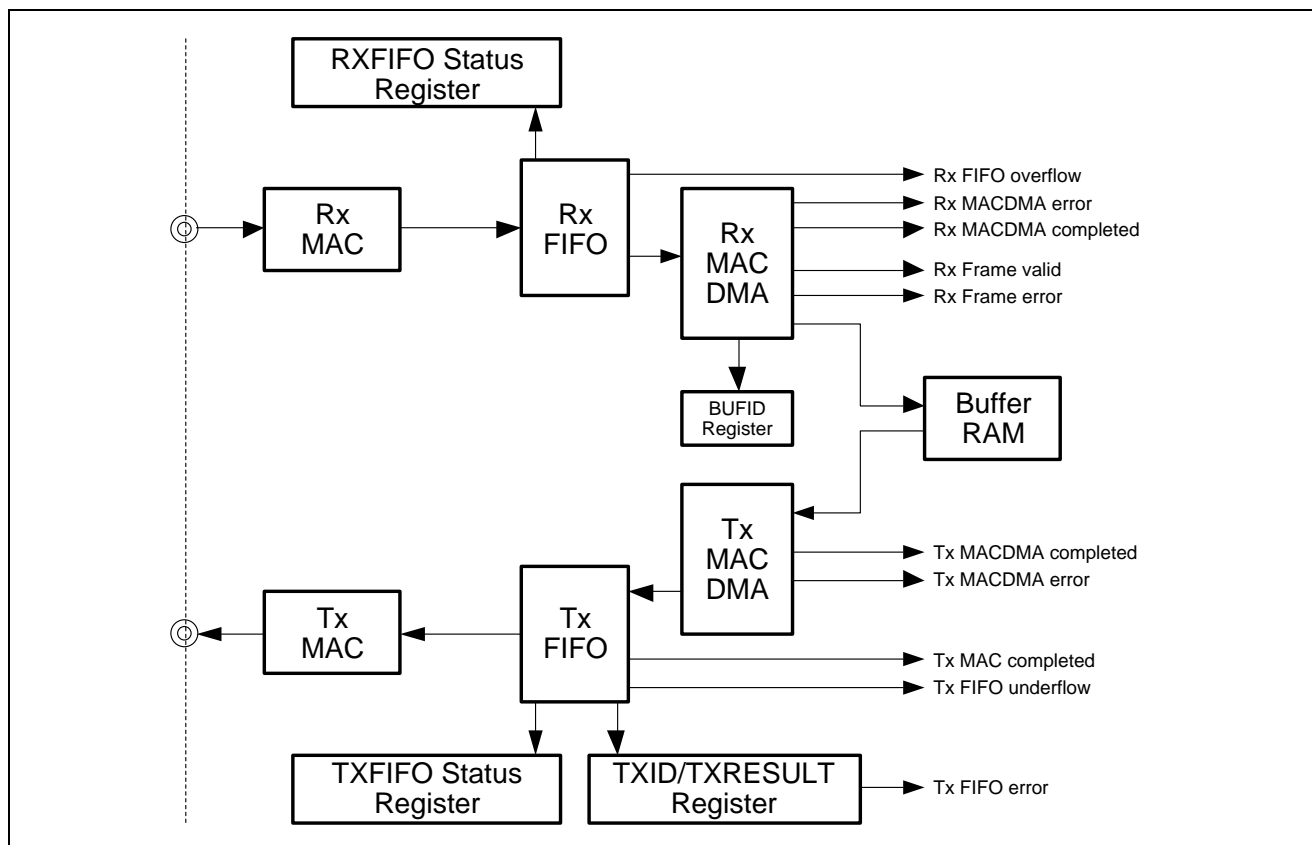 RXFIFO Status
Register
Rx
MAC
Rx
FIFO
Rx
MAC
DMA
Rx FIFO overflow
Rx MACDMA error
Rx MACDMA completed
Rx Frame valid
Rx Frame error
BUFID
Register
Buffer
RAM
Tx
MAC
DMA
Tx MACDMA completed
Tx MACDMA error
Tx
MAC
Tx
FIFO
Tx MAC completed
Tx FIFO underflow
TXFIFO Status
Register
TXID/TXRESULT
Register
Tx FIFO error